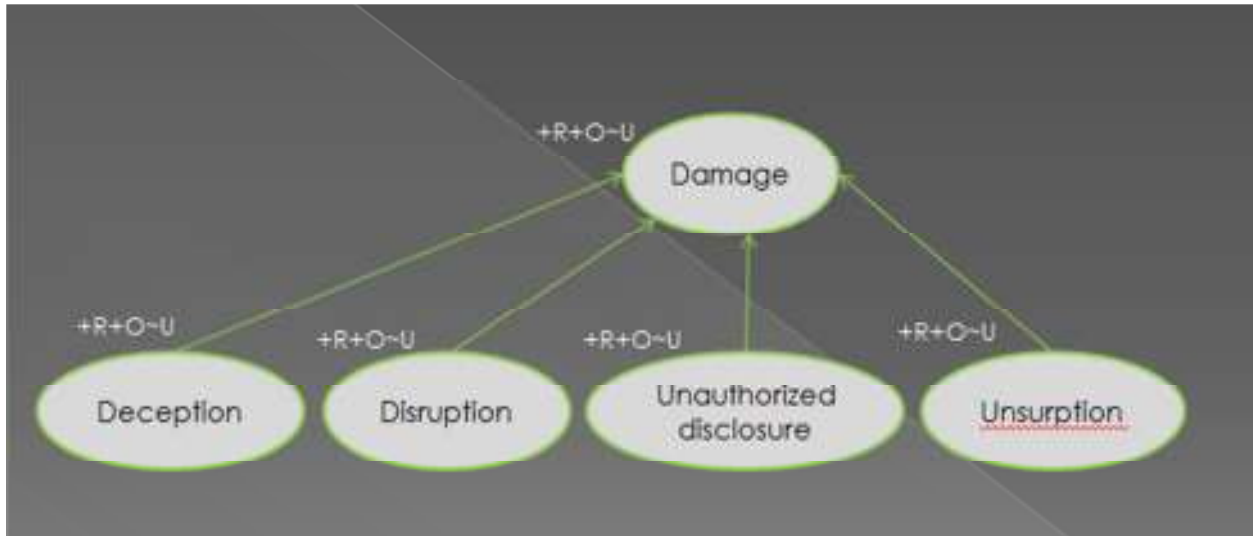 +R+O~U
Damage
+R+O~U
+R+O~U
+R+O~U
+R+O~U
Deception
Disruption
Unauthorized
disclosure
Unsurption